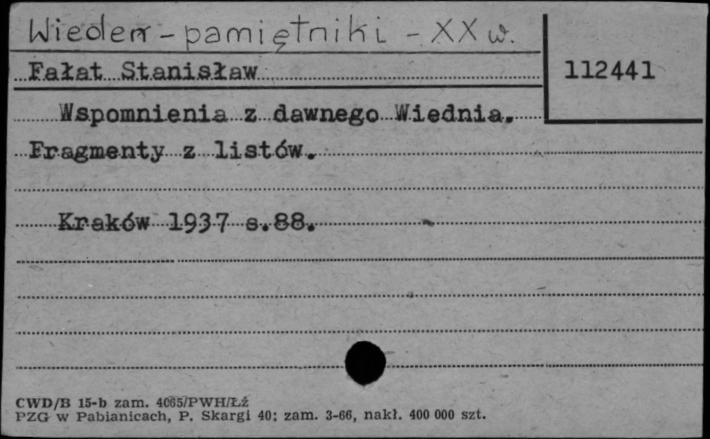 Wiedeń - pamiętniki - XX w.
Fałat Stanisław
112441
Wspomnienia z dawnego Wiednia.
Fragmenty z listów.
Kraków 1937 s.88.
CWD/B 15-b zam. 4065/PWH/Łż
PZG w Pabianicach, P. Skargi 40; zam. 3-66, nakł. 400 000 szt.